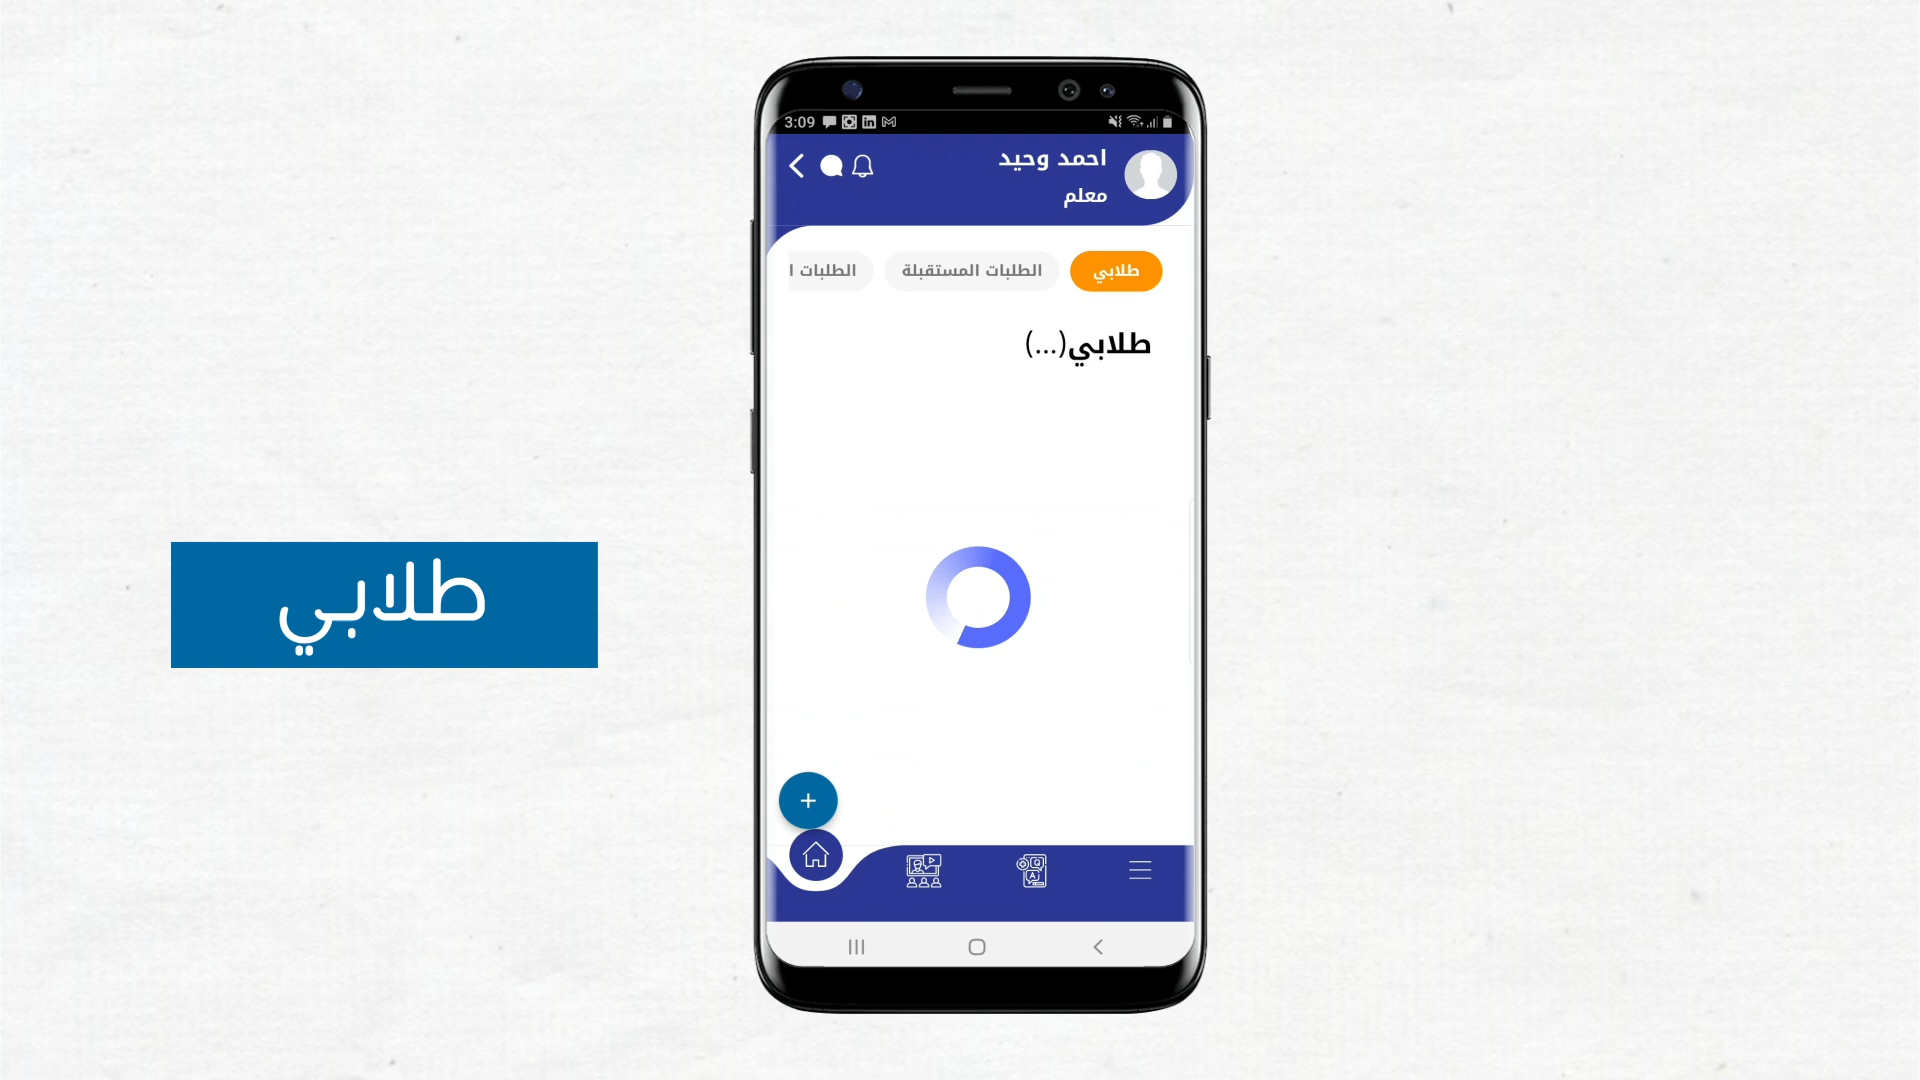 3:09
احمد وحيد
معلم
طلابي
الطلبات المستقبلة
الطلبات ا
طلابي(...)
طلابي